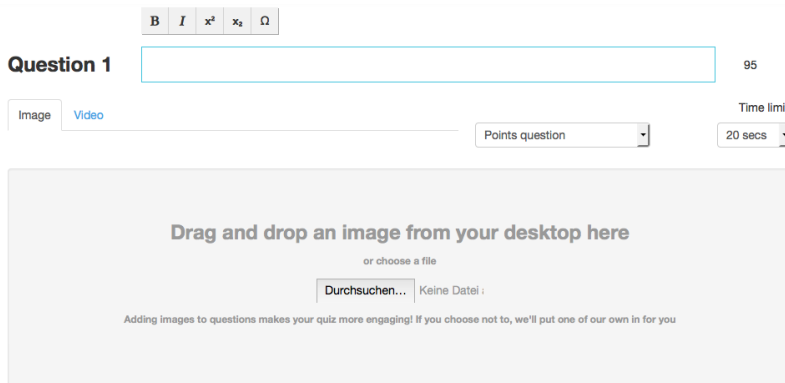 B I x² x₂ Ω
Question 1 95
Image Video
Time limi
Points question 20 secs
Drag and drop an image from your desktop here
or choose a file
Durchsuchen... Keine Datei
Adding images to questions makes your quiz more engaging! If you choose not to, we'll put one of our own in for you